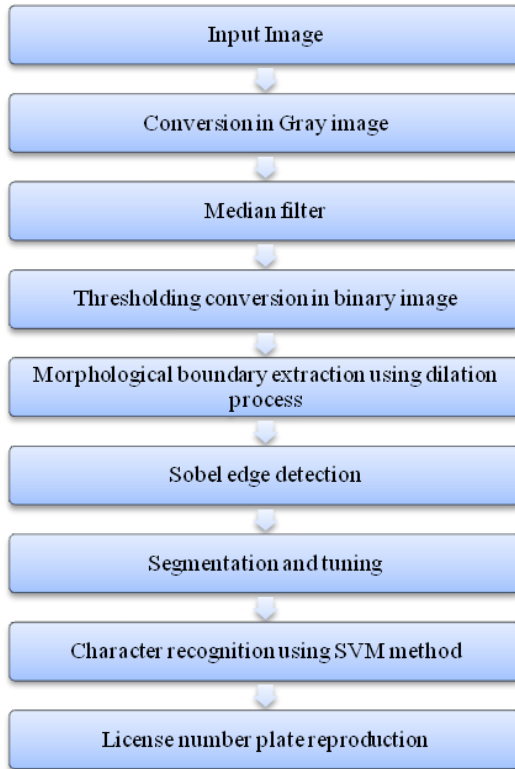 Input Image
Conversion in Gray image
Median filter
Thresholding conversion in binary image
Morphological boundary extraction using dilation
process
Sobel edge detection
Segmentation and tuning
Character recognition using SVM method
License number plate reproduction